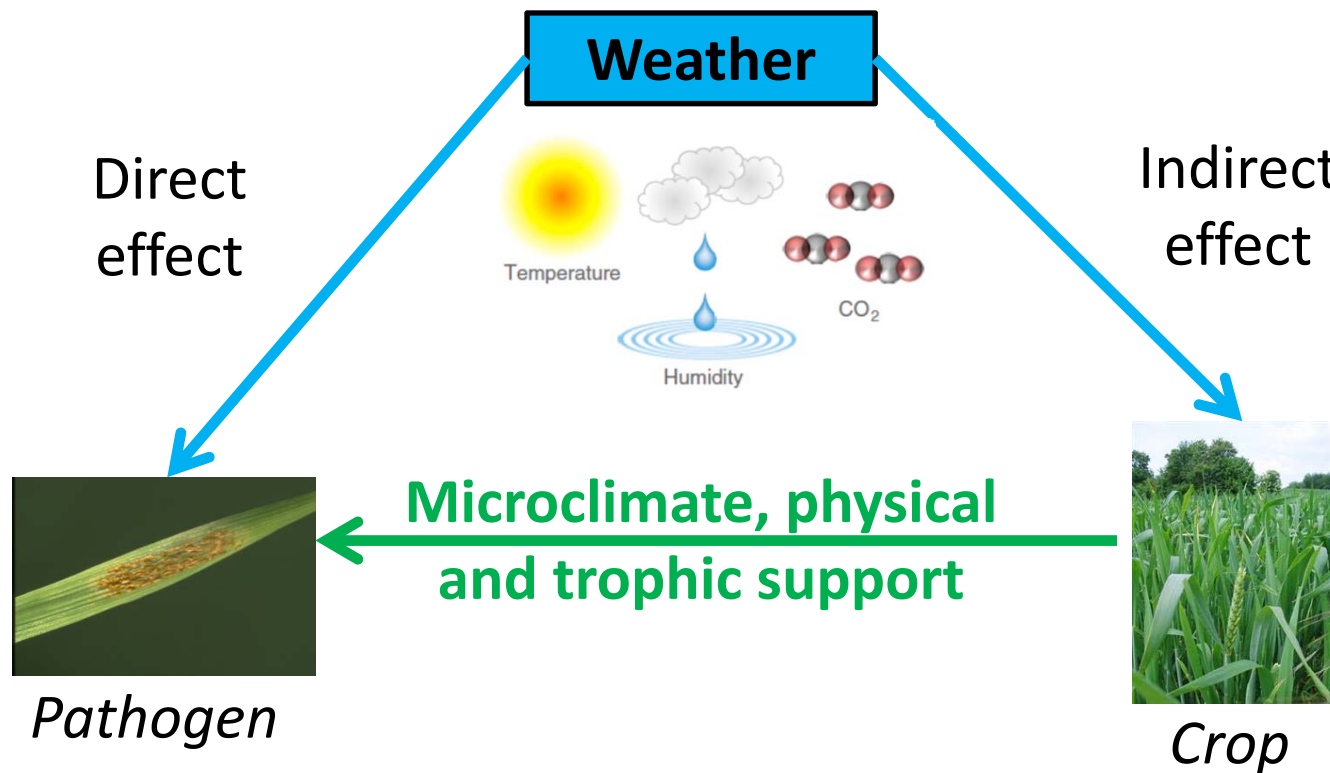 Weather
Direct
effect
Indirect
effect
Temperature
CO₂
Humidity
Microclimate, physical
and trophic support
Pathogen
Crop